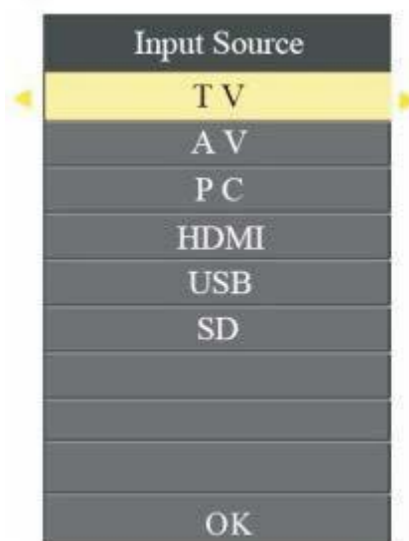 Input Source
T V
A V
P C
HDMI
USB
SD
OK